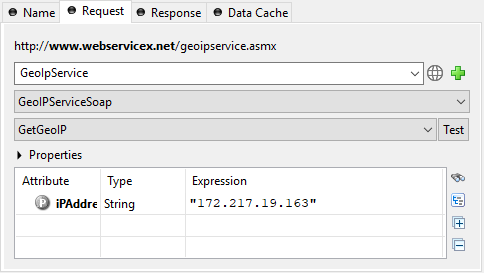 Name Request Response Data Cache
http://www.webservicex.net/geoipservice.asmx
GeoIpService
GeoIPServiceSoap
GetGeoIP Test
Properties
Attribute Type Expression
P iPAddre String "172.217.19.163"